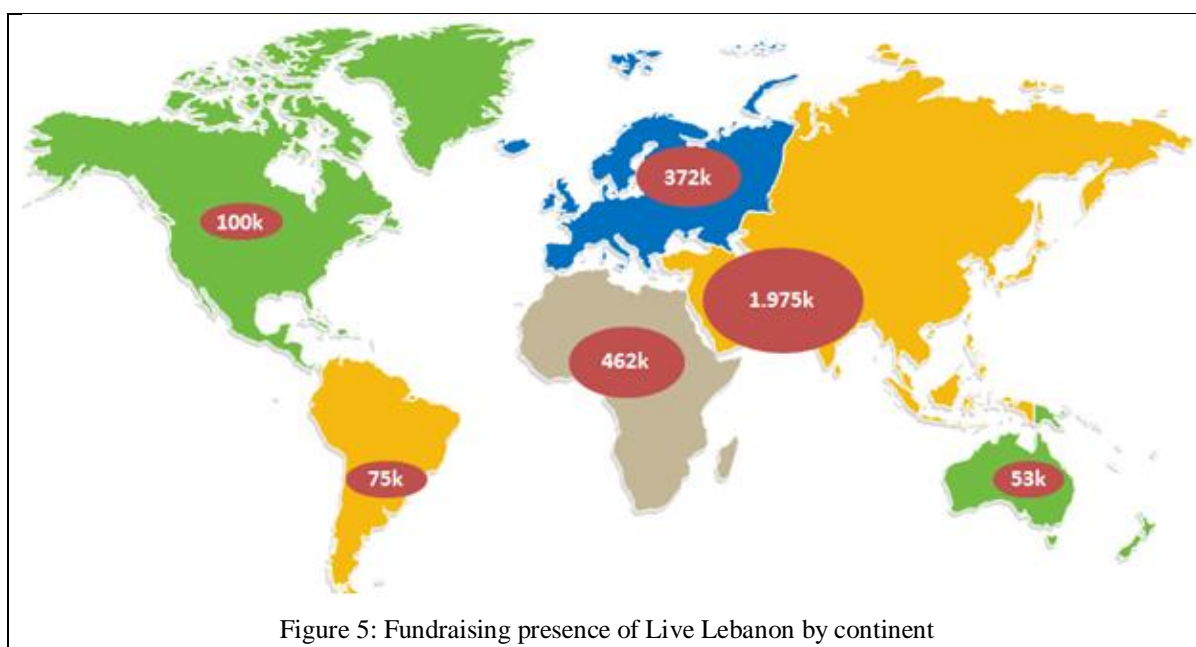 372k
100k
1.975k
462k
75k
53k
Figure 5: Fundraising presence of Live Lebanon by continent